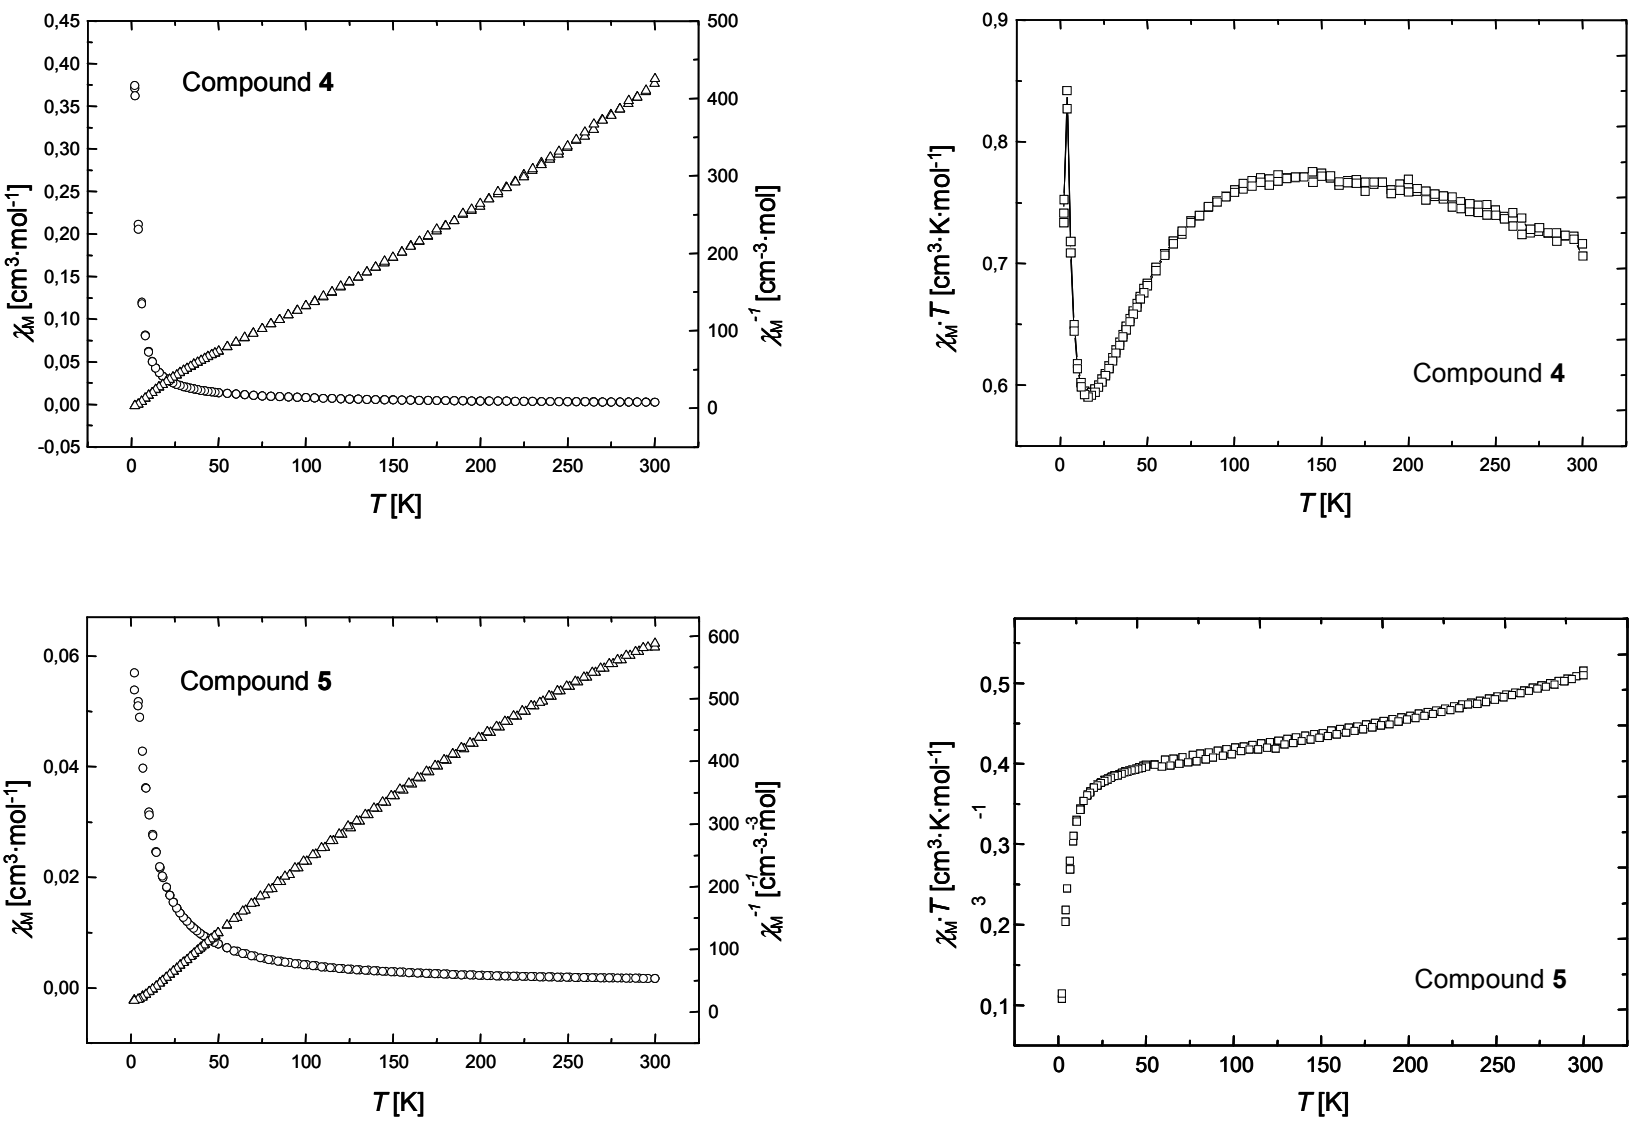 0,45
0,40
0,35
0,30
0,25
0,20
0,15
0,10
0,05
0,00
-0,05
χM [cm3·mol-1]
Compound 4
500
400
300
200
100
0
χM-1 [cm-3·mol]
0 50 100 150 200 250 300
T [K]
0,9
0,8
0,7
0,6
χM·T [cm3·K·mol-1]
Compound 4
0 50 100 150 200 250 300
T [K]
0,06
0,04
0,02
0,00
χM [cm3·mol-1]
Compound 5
600
500
400
300
200
100
0
χM-1 [cm-3·mol]
-1 -3
0 50 100 150 200 250 300
T [K]
0,5
0,4
0,3
0,2
0,1
χM·T [cm3·K·mol-1]
3 -1
Compound 5
0 50 100 150 200 250 300
T [K]